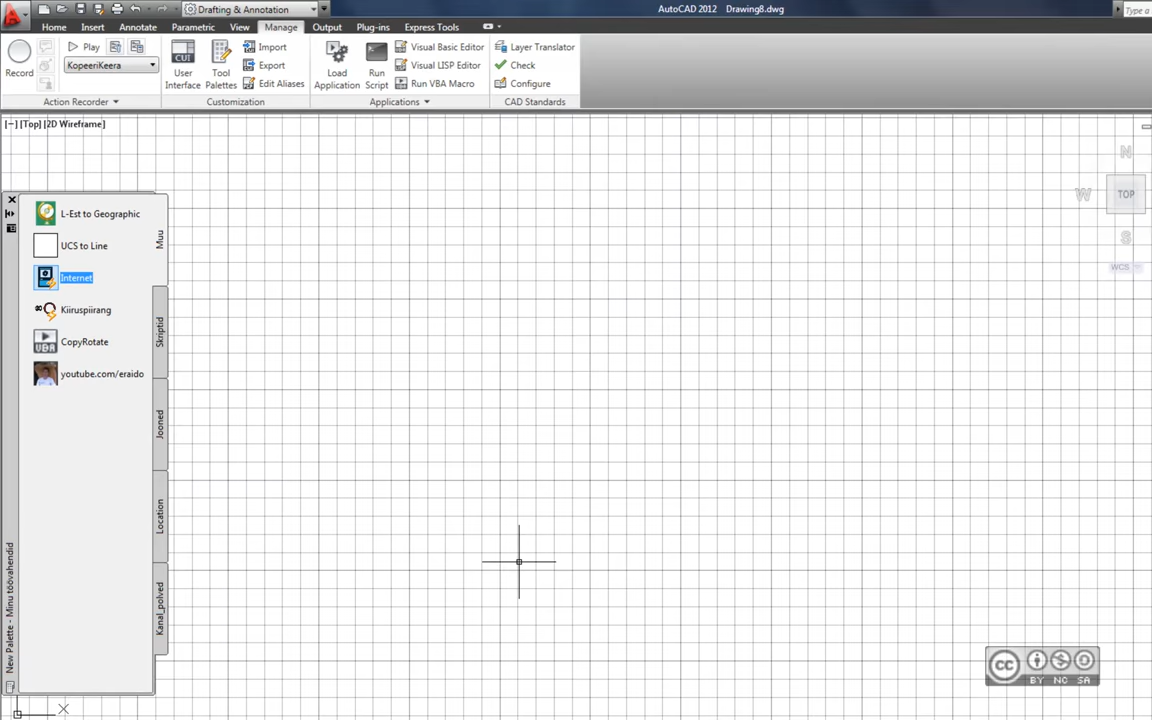 Drafting & Annotation
AutoCAD 2012 Drawing8.dwg
Type a
Home Insert Annotate Parametric View Manage Output Plug-ins Express Tools
Record
Play
KopeeriKeera
Action Recorder
CUI
User Interface
Tool Palettes
Import
Export
Edit Aliases
Customization
Load Application
Run Script
Visual Basic Editor
Visual LISP Editor
Run VBA Macro
Applications
Layer Translator
Check
Configure
CAD Standards
[−] [Top] [2D Wireframe]
N
W
TOP
S
WCS
L-Est to Geographic
UCS to Line
Internet
Kiiruspiirang
VBA
CopyRotate
youtube.com/eraido
Muu
Skriptid
Jooned
Location
Kanal_polved
New Palette - Minu töövahendid
X
cc
BY NC SA